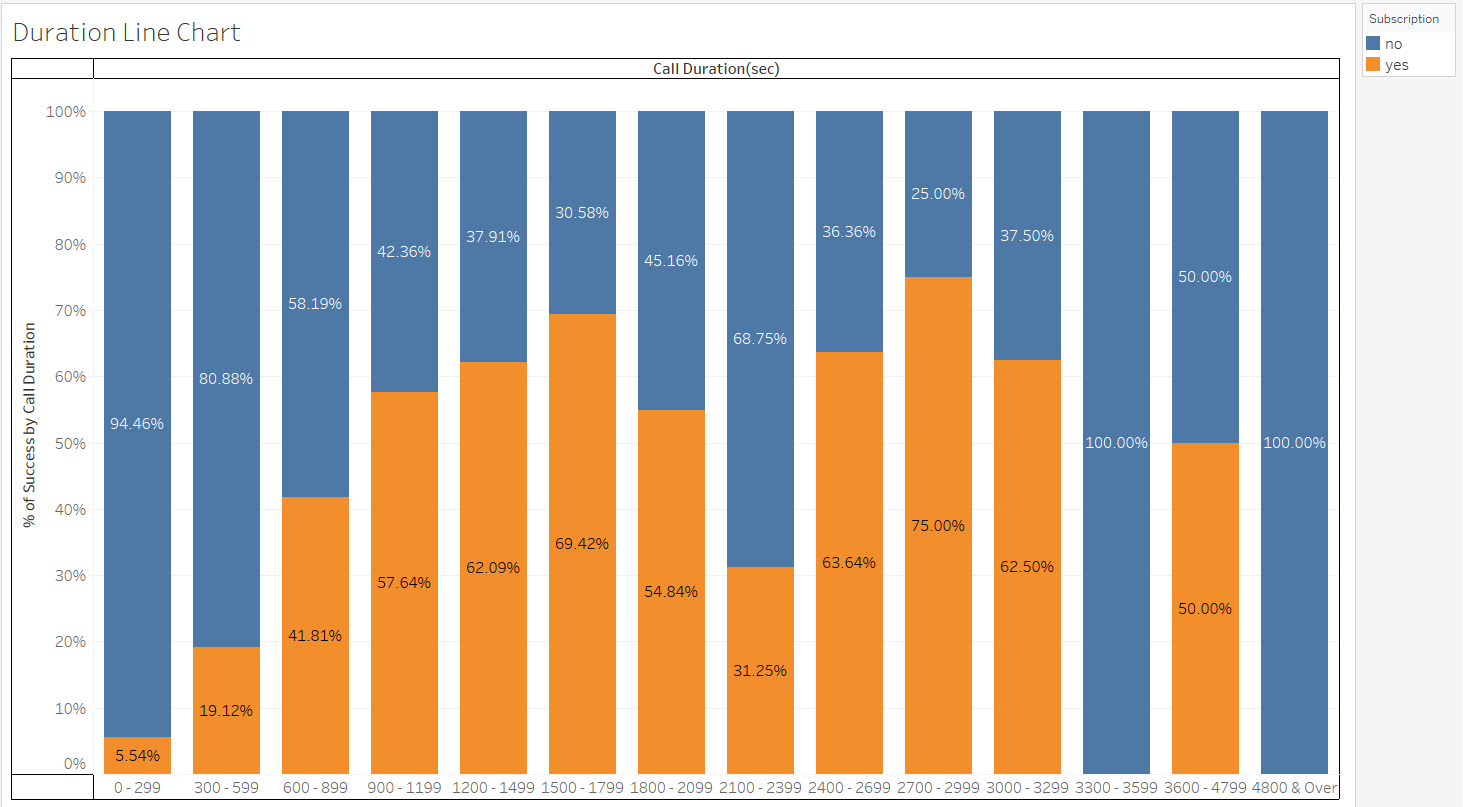 Duration Line Chart
Subscription
no
yes
Call Duration(sec)
% of Success by Call Duration
100%
90%
80%
70%
60%
50%
40%
30%
20%
10%
0%
94.46%
5.54%
80.88%
19.12%
58.19%
41.81%
42.36%
57.64%
37.91%
62.09%
30.58%
69.42%
45.16%
54.84%
68.75%
31.25%
36.36%
63.64%
25.00%
75.00%
37.50%
62.50%
100.00%
50.00%
50.00%
100.00%
0 - 299
300 - 599
600 - 899
900 - 1199
1200 - 1499
1500 - 1799
1800 - 2099
2100 - 2399
2400 - 2699
2700 - 2999
3000 - 3299
3300 - 3599
3600 - 4799
4800 & Over